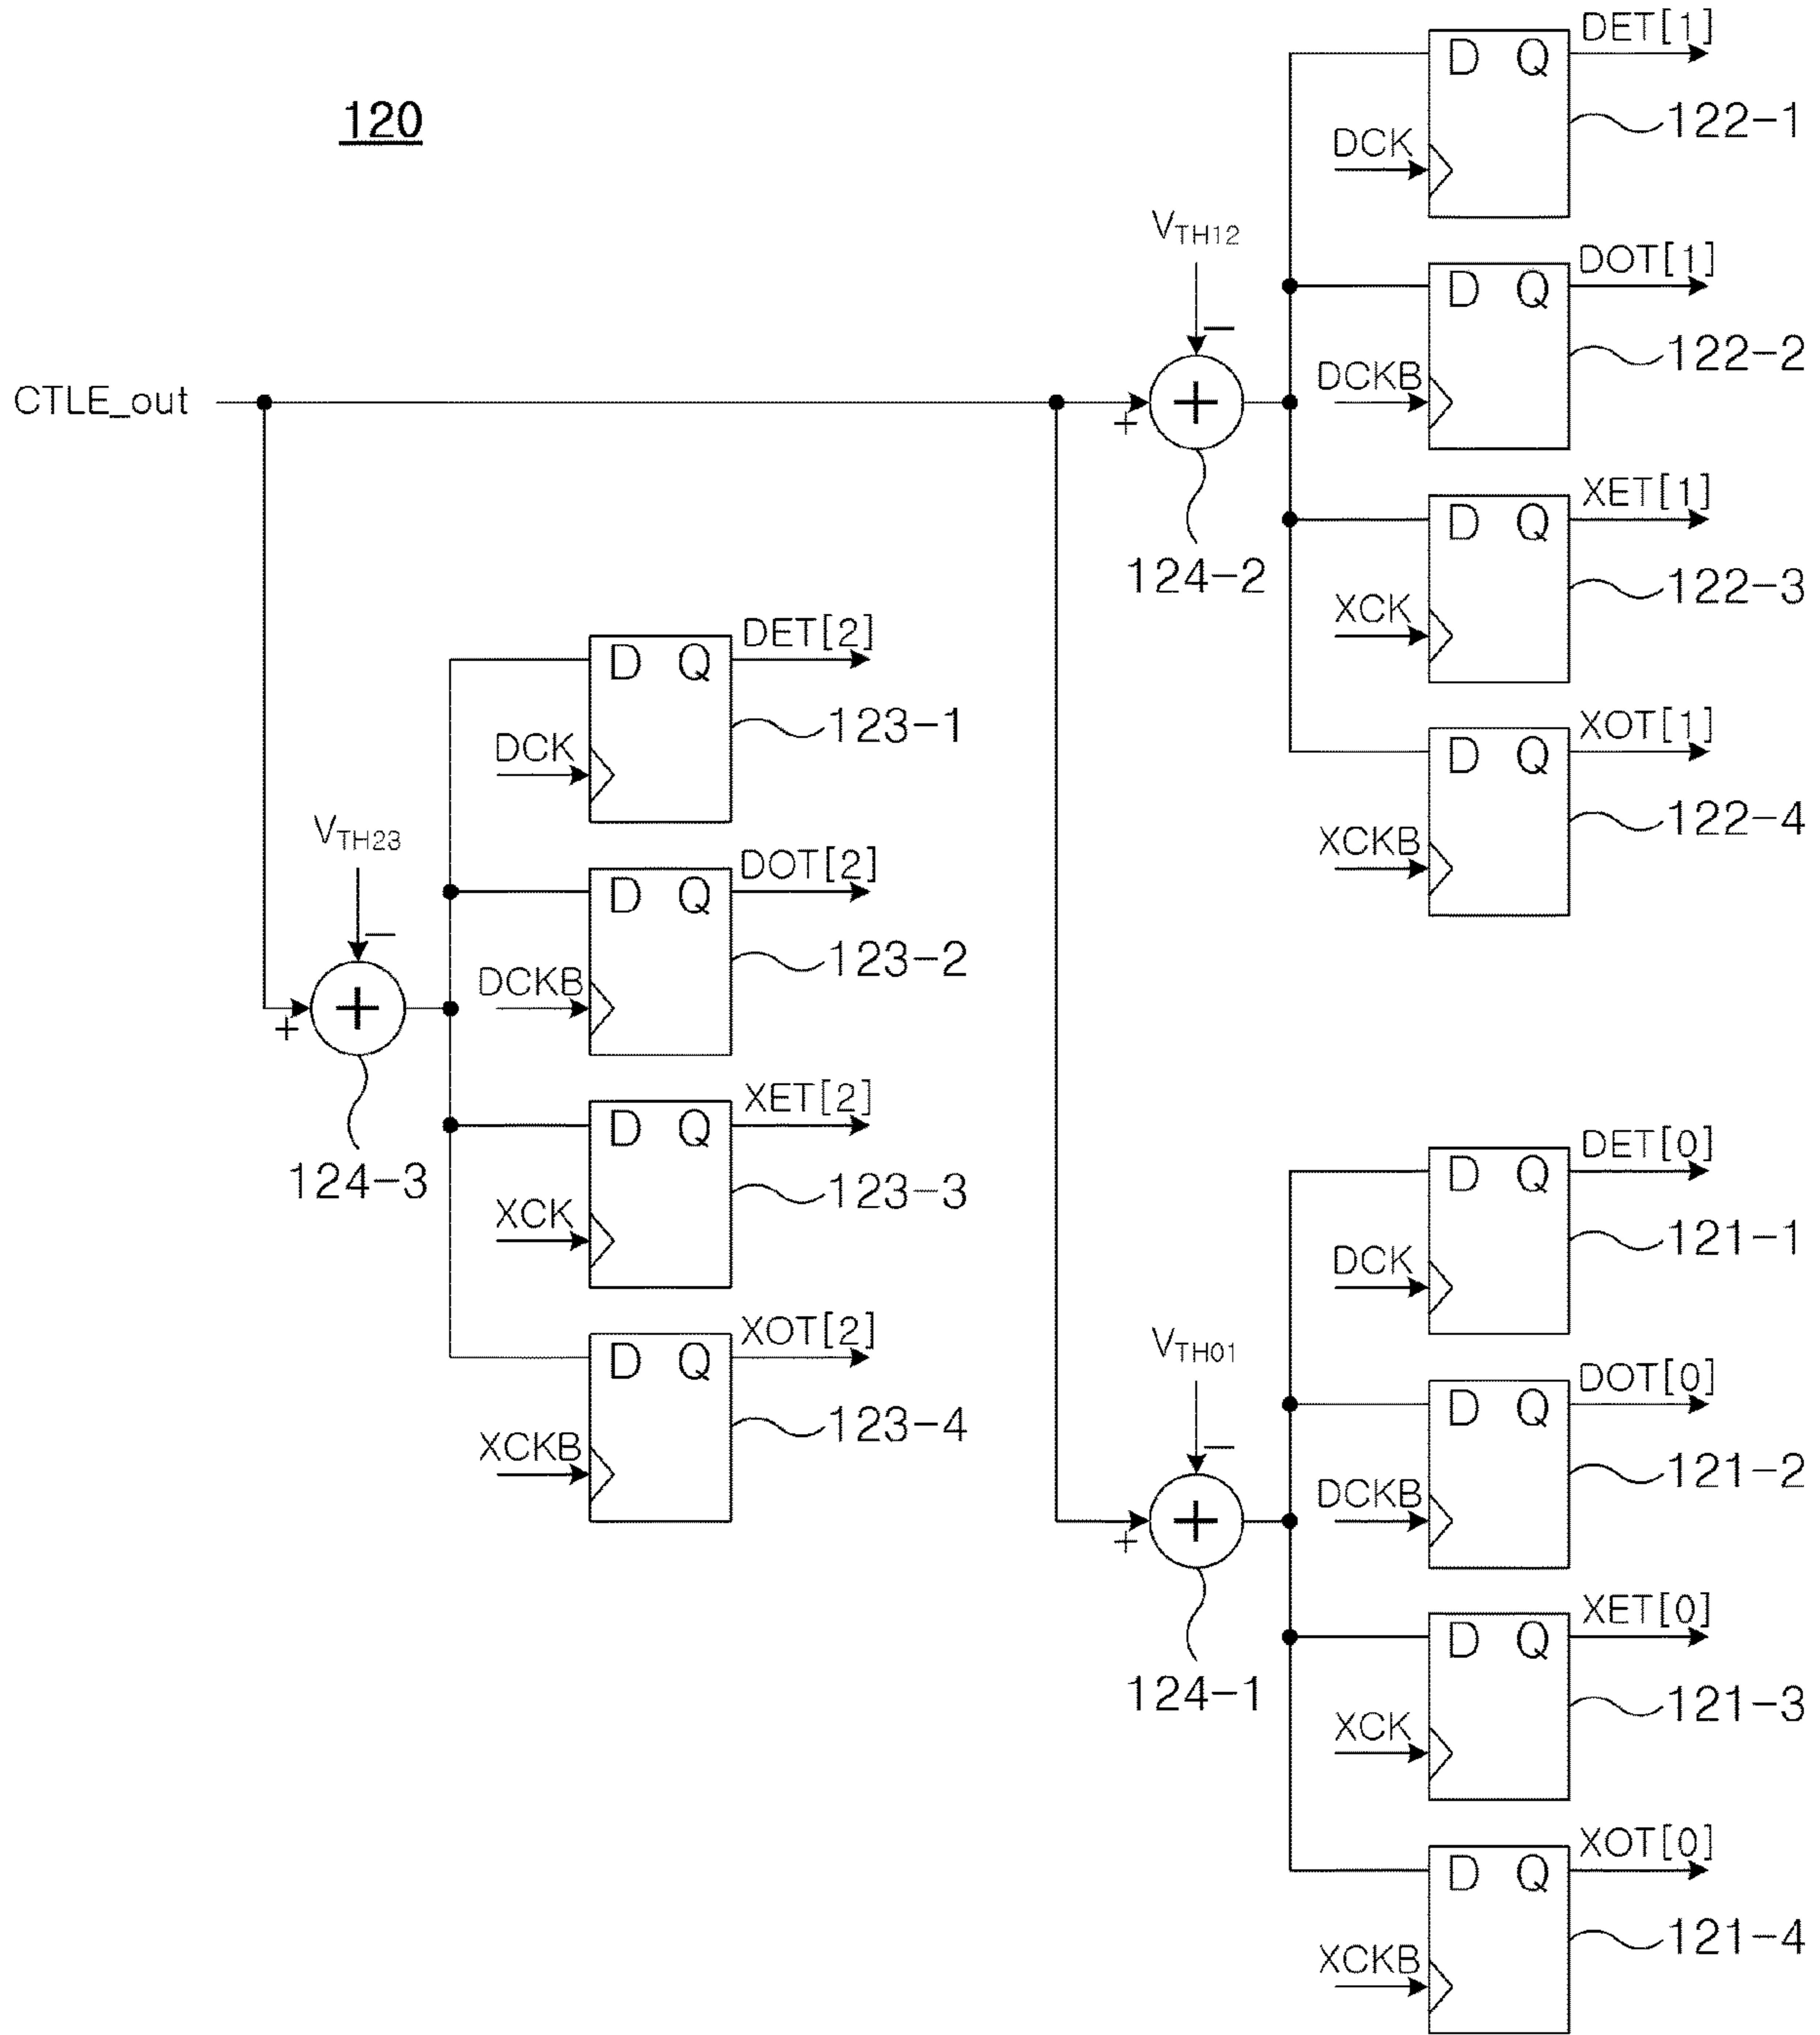 120
CTLE_out
VTH12
+
−
+
124-2
D Q
DET[1]
DCK
122-1
D Q
DOT[1]
DCKB
122-2
D Q
XET[1]
XCK
122-3
D Q
XOT[1]
XCKB
122-4
VTH23
+
−
+
124-3
D Q
DET[2]
DCK
123-1
D Q
DOT[2]
DCKB
123-2
D Q
XET[2]
XCK
123-3
D Q
XOT[2]
XCKB
123-4
VTH01
+
−
+
124-1
D Q
DET[0]
DCK
121-1
D Q
DOT[0]
DCKB
121-2
D Q
XET[0]
XCK
121-3
D Q
XOT[0]
XCKB
121-4